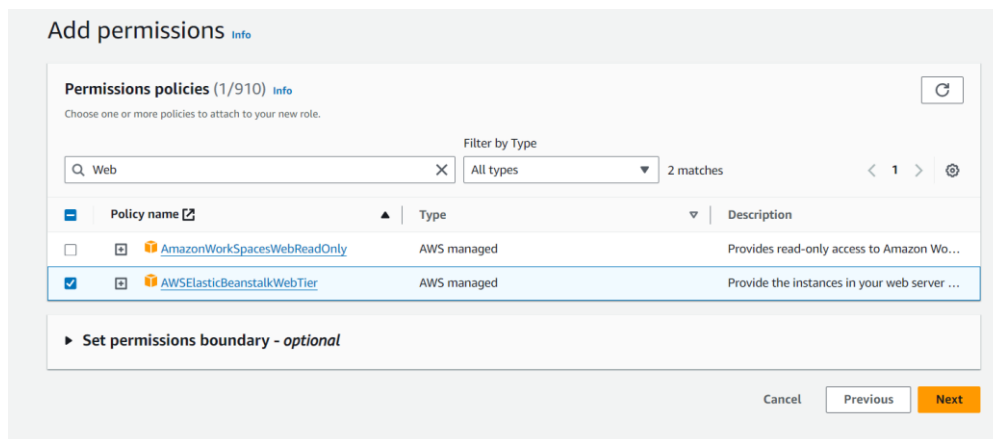 Add permissions Info
Permissions policies (1/910) Info
Choose one or more policies to attach to your new role.
Filter by Type
Web
All types
2 matches
1
Policy name
Type
Description
AmazonWorkSpacesWebReadOnly
AWS managed
Provides read-only access to Amazon Wo...
AWSElasticBeanstalkWebTier
AWS managed
Provide the instances in your web server ...
Set permissions boundary - optional
Cancel
Previous
Next